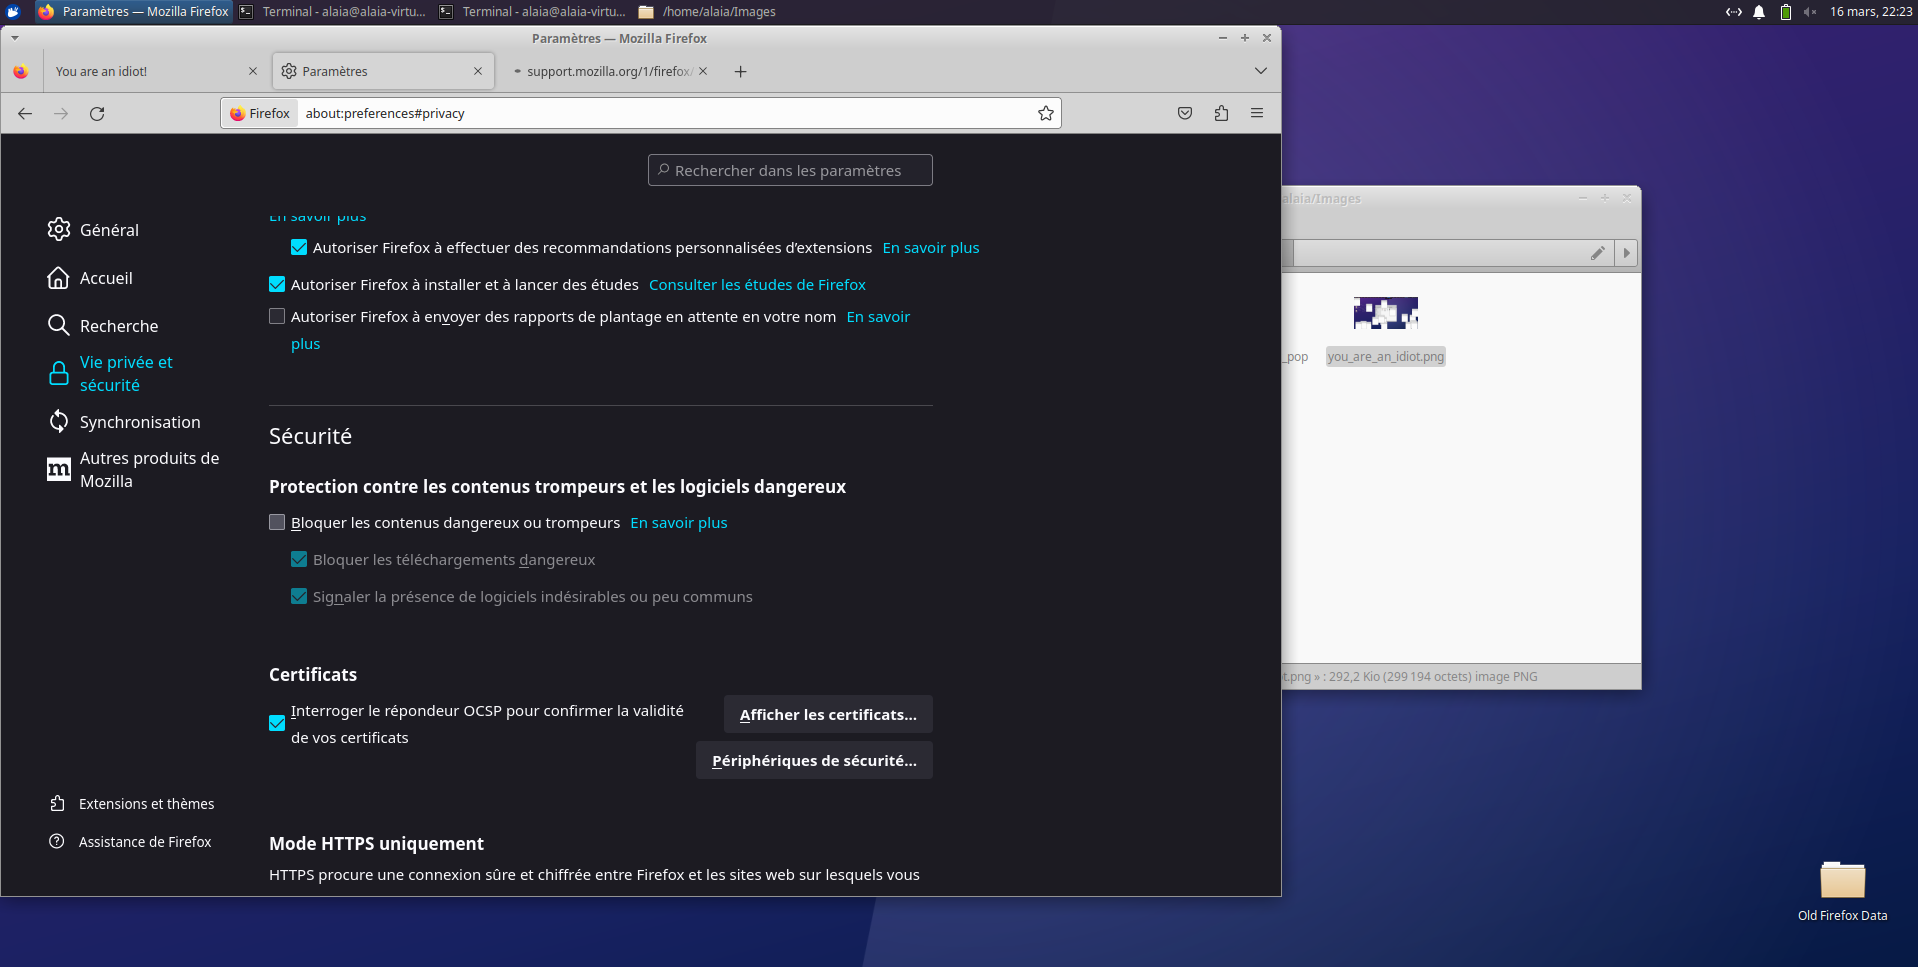 Paramètres — Mozilla Firefox
Terminal - alaia@alaia-virtu...
Terminal - alaia@alaia-virtu...
/home/alaia/Images
16 mars, 22:23
Paramètres — Mozilla Firefox
You are an idiot!
Paramètres
support.mozilla.org/1/firefox/
Firefox
about:preferences#privacy
Rechercher dans les paramètres
Général
Accueil
Recherche
Vie privée et
sécurité
Synchronisation
Autres produits de
Mozilla
Extensions et thèmes
Assistance de Firefox
En savoir plus
Autoriser Firefox à effectuer des recommandations personnalisées d’extensions En savoir plus
Autoriser Firefox à installer et à lancer des études Consulter les études de Firefox
Autoriser Firefox à envoyer des rapports de plantage en attente en votre nom En savoir
plus
Sécurité
Protection contre les contenus trompeurs et les logiciels dangereux
Bloquer les contenus dangereux ou trompeurs En savoir plus
Bloquer les téléchargements dangereux
Signaler la présence de logiciels indésirables ou peu communs
Certificats
Interroger le répondeur OCSP pour confirmer la validité
de vos certificats
Afficher les certificats…
Périphériques de sécurité…
Mode HTTPS uniquement
HTTPS procure une connexion sûre et chiffrée entre Firefox et les sites web sur lesquels vous
alaia/Images
_pop
you_are_an_idiot.png
t.png » : 292,2 Kio (299 194 octets) image PNG
Old Firefox Data